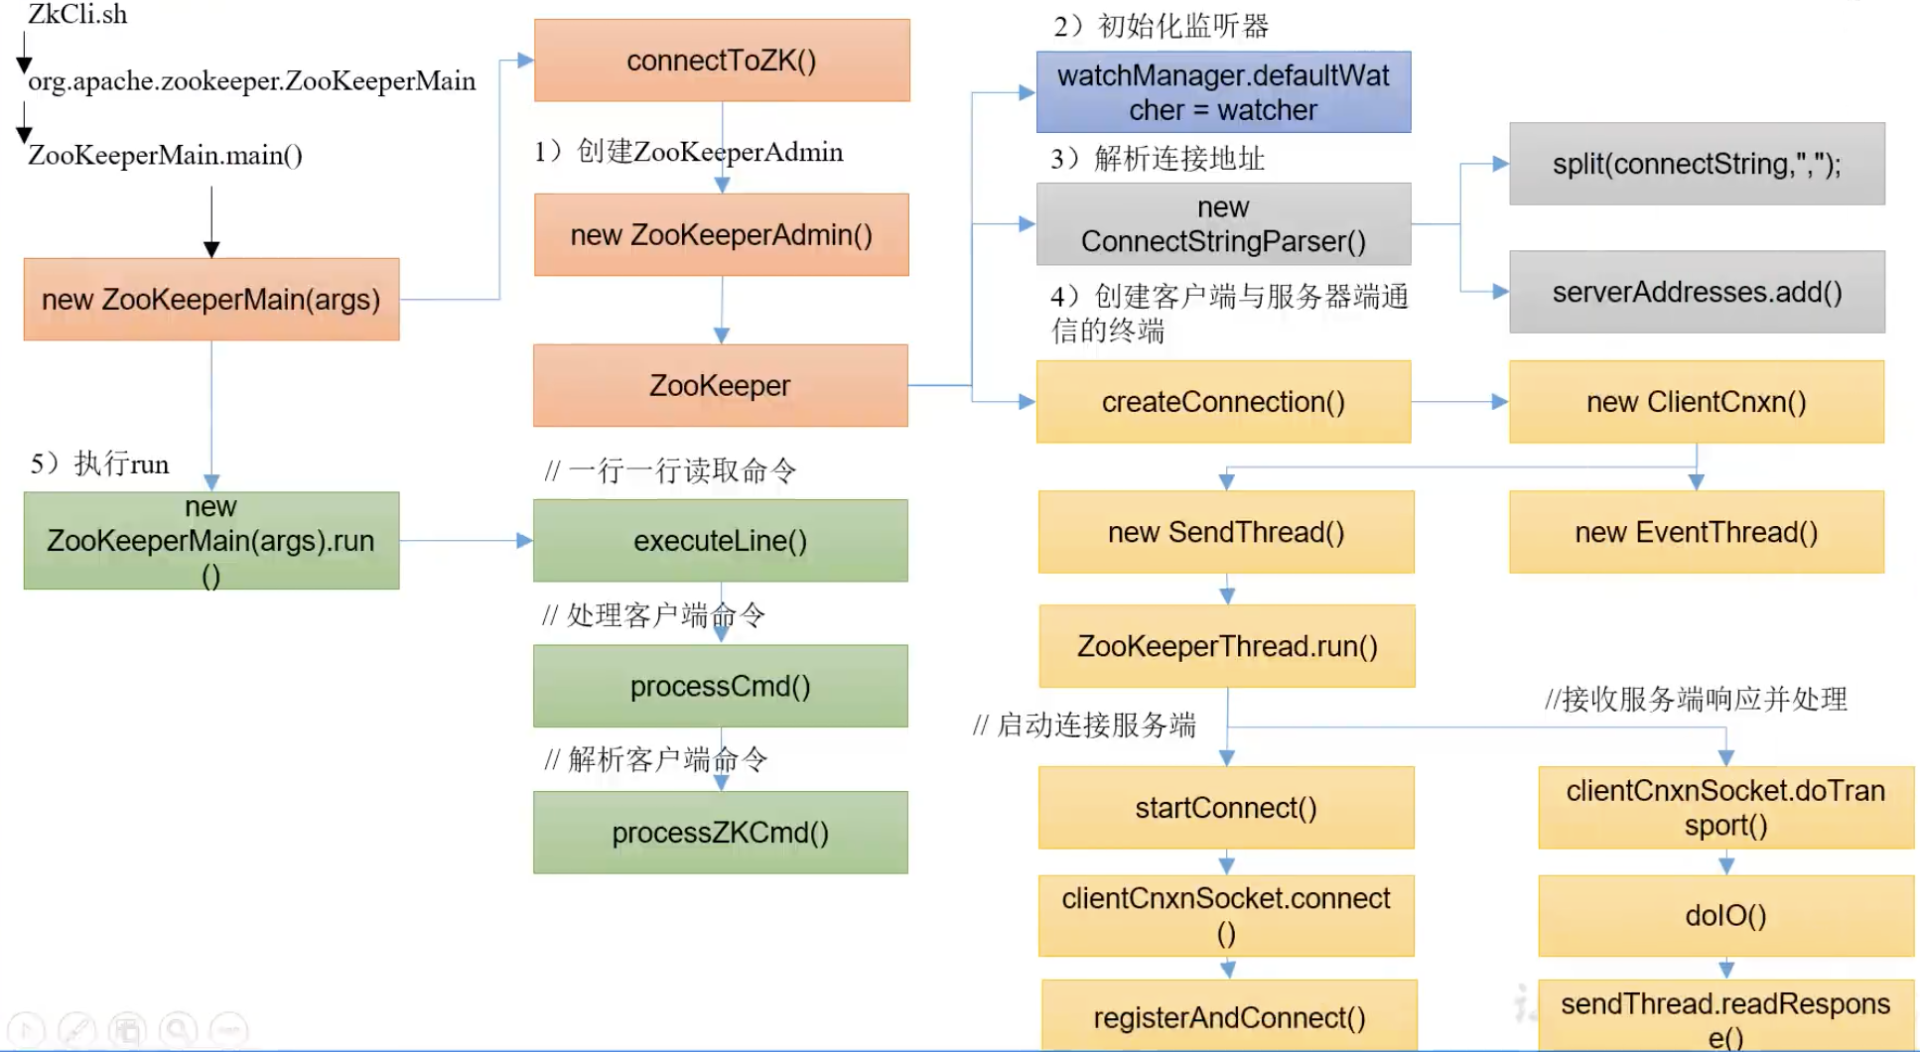 ZkCli.sh
org.apache.zookeeper.ZooKeeperMain
ZooKeeperMain.main()
new ZooKeeperMain(args)
5）执行run
new
ZooKeeperMain(args).run
()
connectToZK()
1）创建ZooKeeperAdmin
new ZooKeeperAdmin()
ZooKeeper
// 一行一行读取命令
executeLine()
// 处理客户端命令
processCmd()
// 解析客户端命令
processZKCmd()
2）初始化监听器
watchManager.defaultWat
cher = watcher
3）解析连接地址
new
ConnectStringParser()
split(connectString,",");
serverAddresses.add()
4）创建客户端与服务器端通
信的终端
createConnection()
new ClientCnxn()
new SendThread()
new EventThread()
ZooKeeperThread.run()
// 启动连接服务端
startConnect()
clientCnxnSocket.connect
()
registerAndConnect()
//接收服务端响应并处理
clientCnxnSocket.doTran
sport()
doIO()
sendThread.readRespons
e()